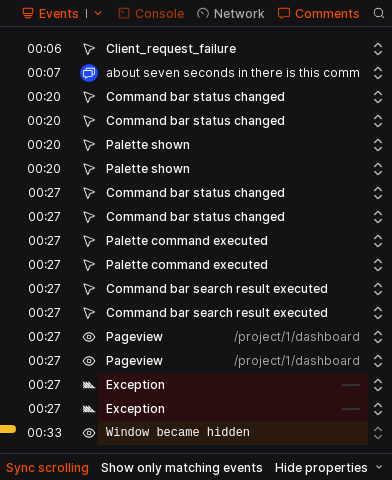 Events
Console
Network
Comments
00:06 Client_request_failure
00:07 about seven seconds in there is this comm
00:20 Command bar status changed
00:20 Command bar status changed
00:20 Palette shown
00:20 Palette shown
00:27 Command bar status changed
00:27 Command bar status changed
00:27 Palette command executed
00:27 Palette command executed
00:27 Command bar search result executed
00:27 Command bar search result executed
00:27 Pageview /project/1/dashboard
00:27 Pageview /project/1/dashboard
00:27 Exception
00:27 Exception
00:33 Window became hidden
Sync scrolling Show only matching events Hide properties